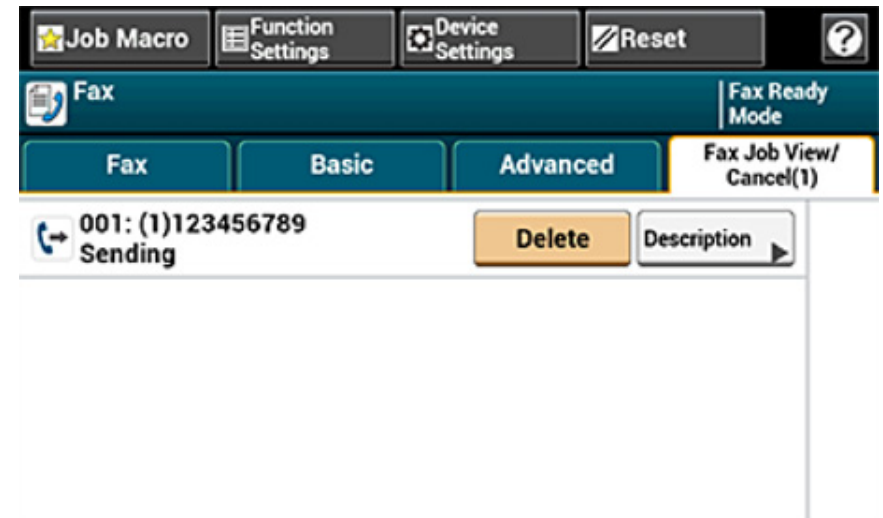 Job Macro
Function
Settings
Device
Settings
Reset
?
Fax
Fax Ready
Mode
Fax
Basic
Advanced
Fax Job View/
Cancel(1)
001: (1)123456789
Sending
Delete
Description